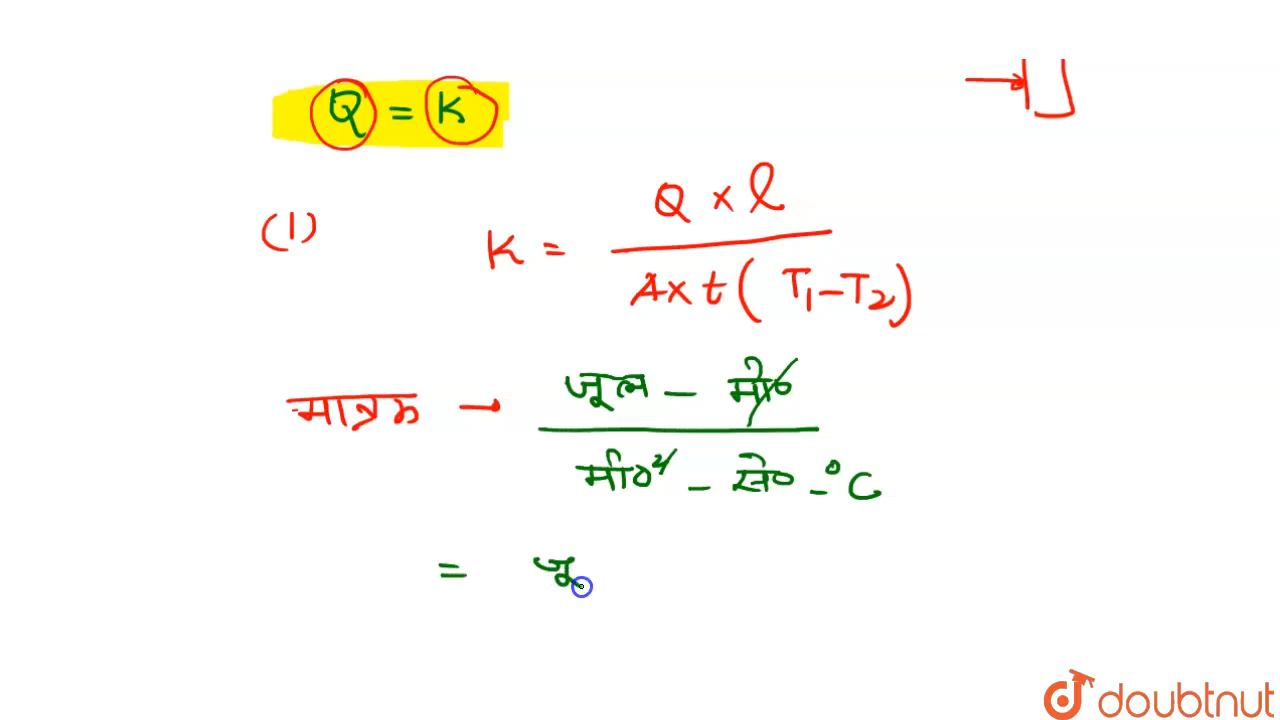 Q = K
(1) K = Q × l / A × t ( T1 - T2 )
मात्रक → जूल - मी० / मी०² - से० - °C
= जू
doubtnut